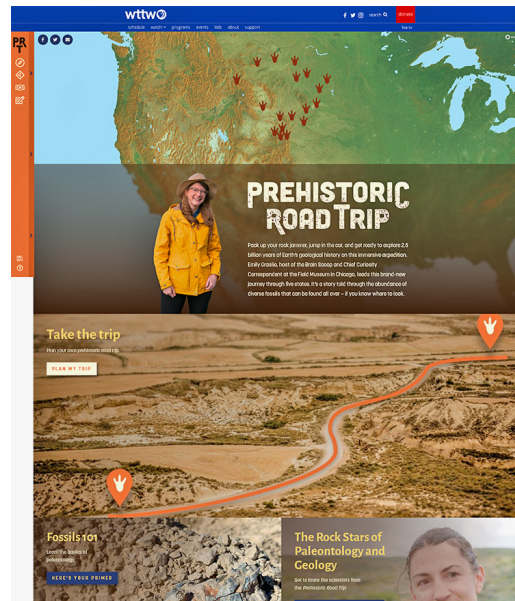 wttw
search
donate
schedule
watch
programs
events
kids
about
support
live tv
PR
T
PREHISTORIC
ROAD TRIP
Pack up your rock jammer, jump in the car, and get ready to explore 2.5
billion years of Earth's geological history on this immersive expedition.
Emily Graslie, host of the Brain Scoop and Chief Curiosity
Correspondent at the Field Museum in Chicago, leads this brand-new
journey through five states. It's a story told through the abundance of
diverse fossils that can be found all over – if you know where to look.
Take the trip
Plan your own prehistoric road trip.
PLAN MY TRIP
Fossils 101
Learn the basics of
paleontology.
HERE'S YOUR PRIMER
The Rock Stars of
Paleontology and
Geology
Get to know the scientists from
the Prehistoric Road Trip.